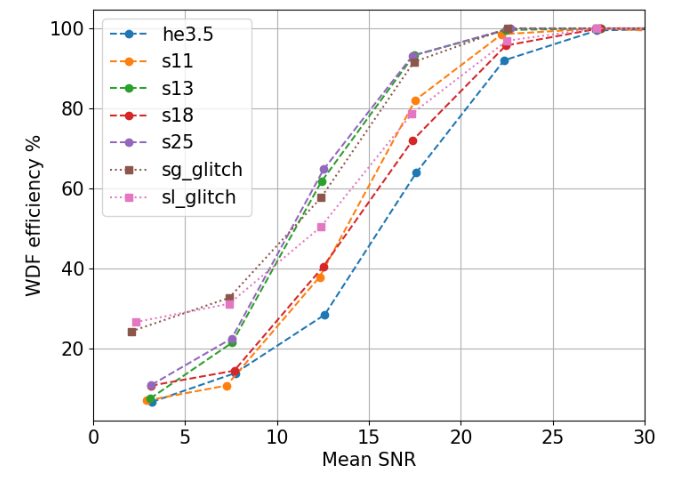 100
80
60
40
20
WDF efficiency %
he3.5
s11
s13
s18
s25
sg_glitch
sl_glitch
0 5 10 15 20 25 30
Mean SNR